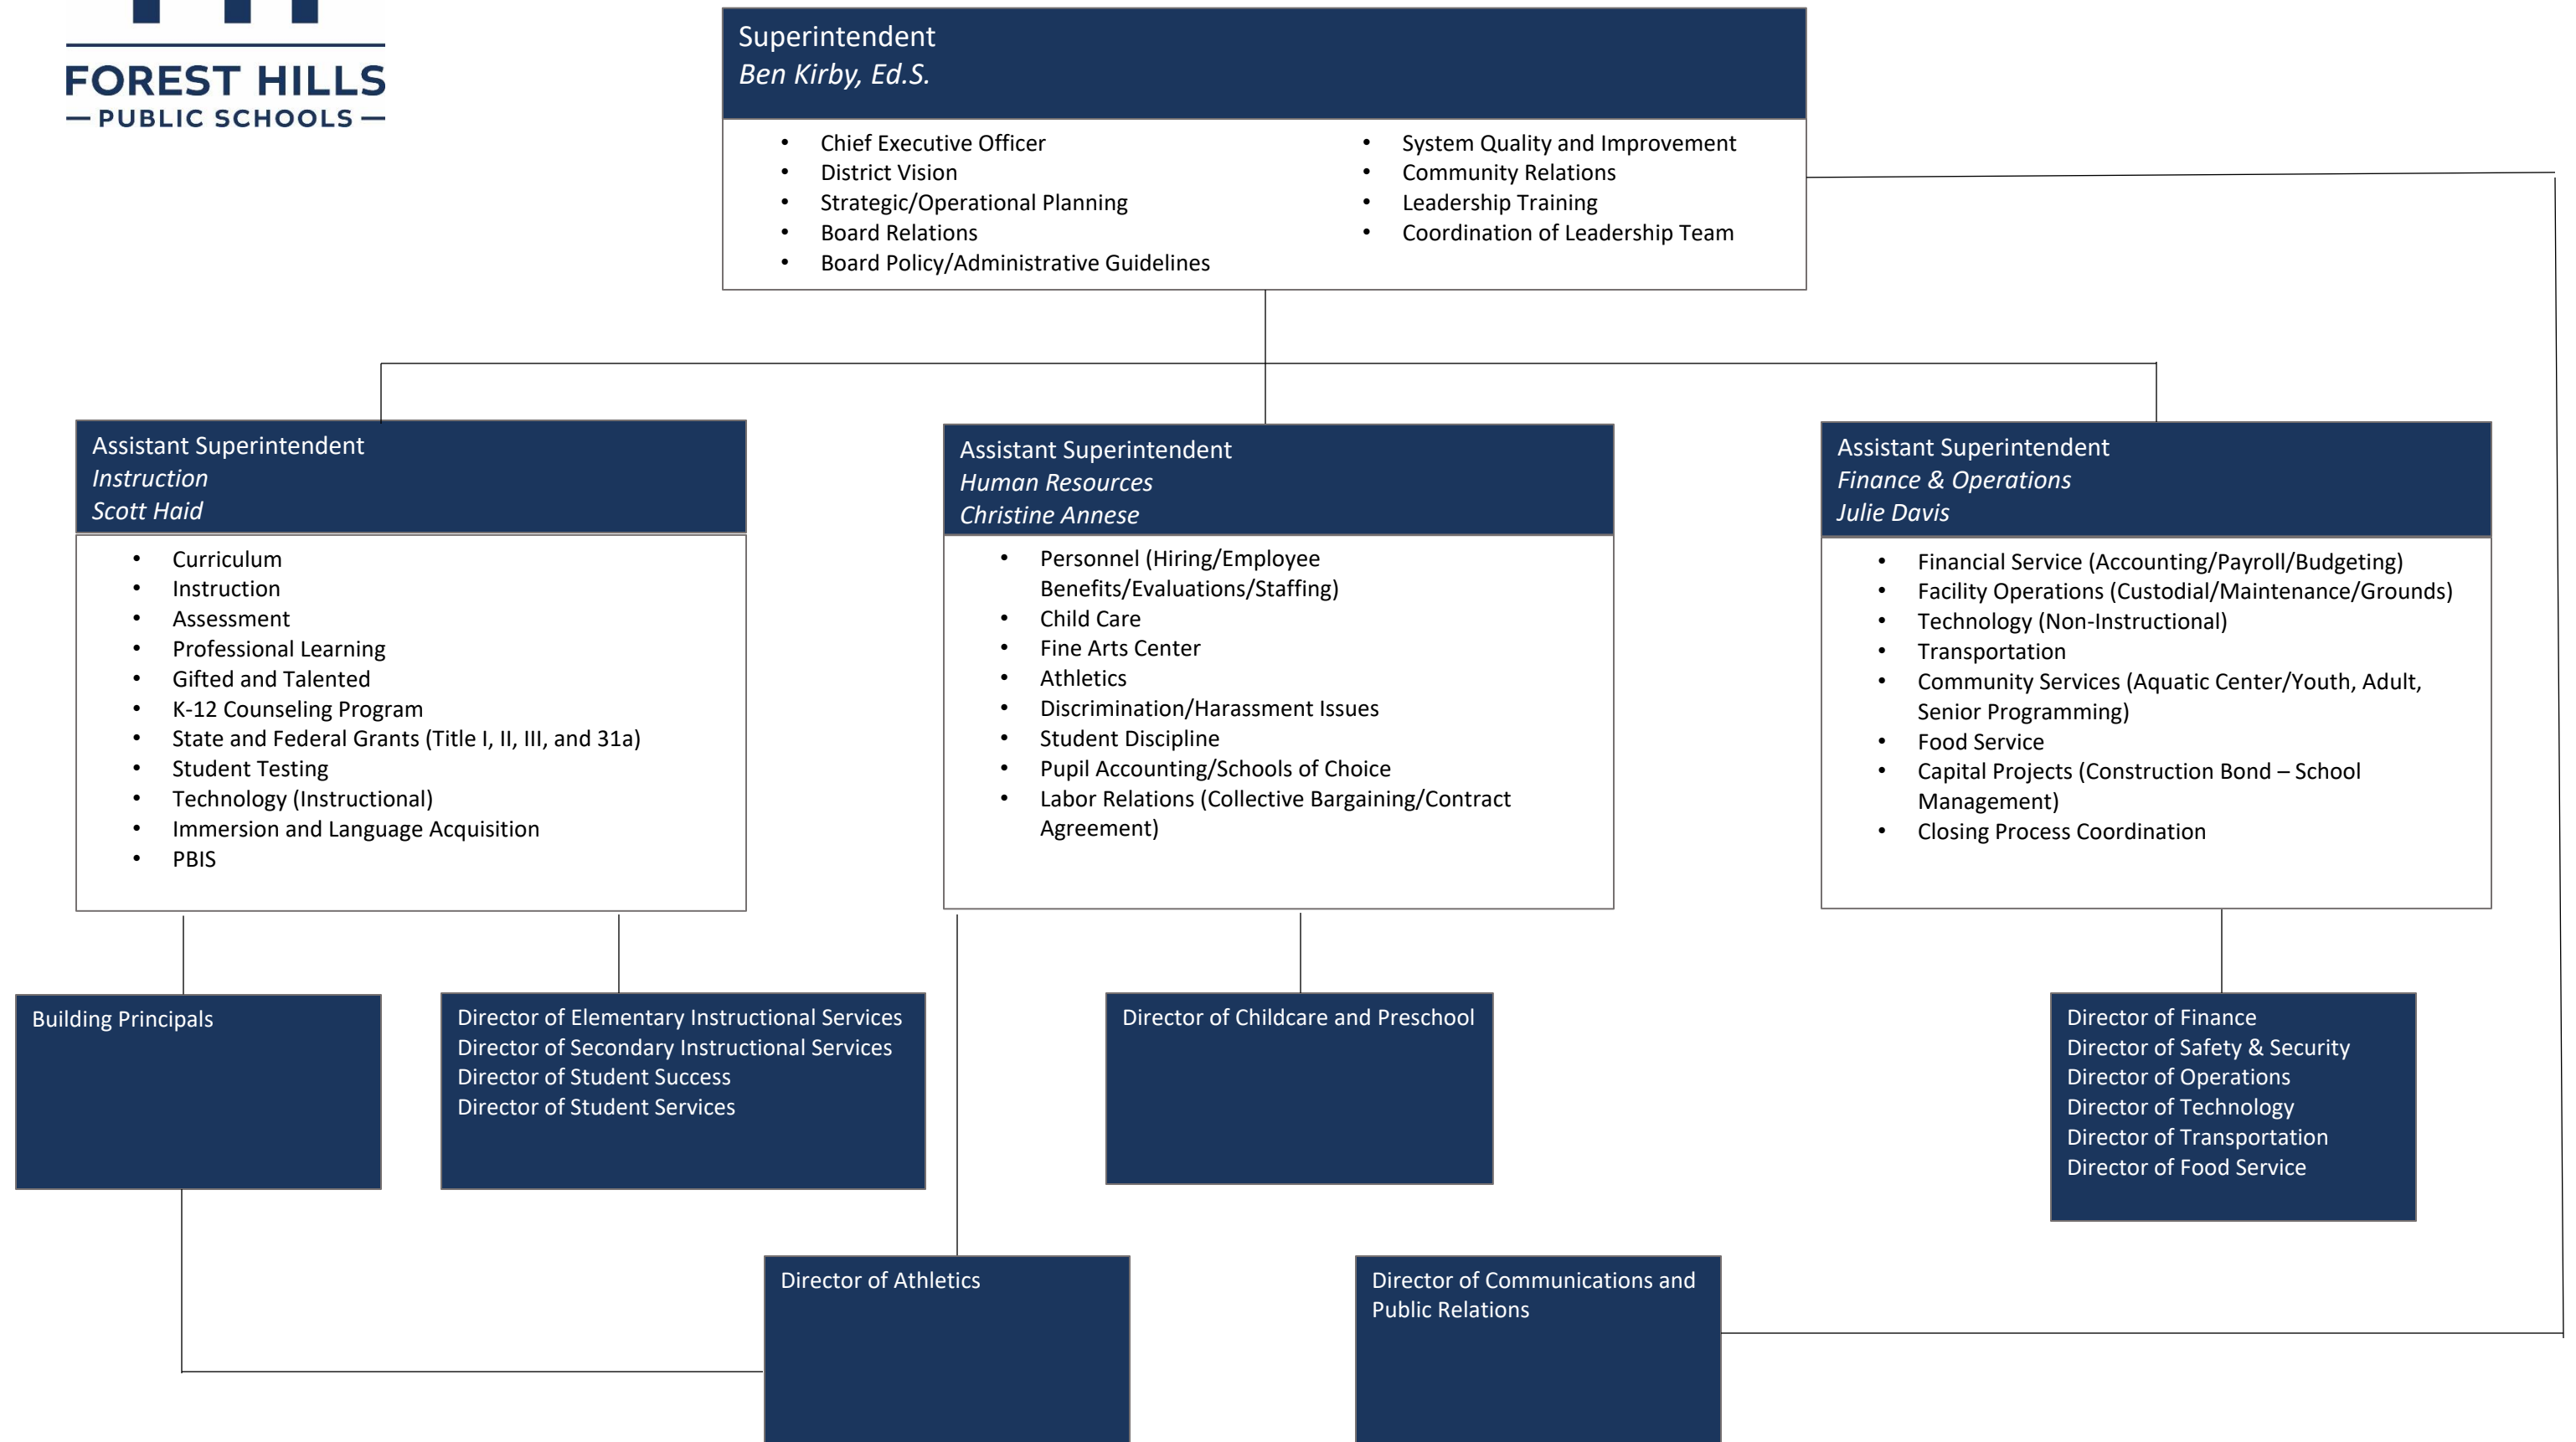 FOREST HILLS
— PUBLIC SCHOOLS —
Superintendent
Ben Kirby, Ed.S.
• Chief Executive Officer
• District Vision
• Strategic/Operational Planning
• Board Relations
• Board Policy/Administrative Guidelines
• System Quality and Improvement
• Community Relations
• Leadership Training
• Coordination of Leadership Team
Assistant Superintendent
Instruction
Scott Haid
• Curriculum
• Instruction
• Assessment
• Professional Learning
• Gifted and Talented
• K-12 Counseling Program
• State and Federal Grants (Title I, II, III, and 31a)
• Student Testing
• Technology (Instructional)
• Immersion and Language Acquisition
• PBIS
Assistant Superintendent
Human Resources
Christine Annese
• Personnel (Hiring/Employee
Benefits/Evaluations/Staffing)
• Child Care
• Fine Arts Center
• Athletics
• Discrimination/Harassment Issues
• Student Discipline
• Pupil Accounting/Schools of Choice
• Labor Relations (Collective Bargaining/Contract
Agreement)
Assistant Superintendent
Finance & Operations
Julie Davis
• Financial Service (Accounting/Payroll/Budgeting)
• Facility Operations (Custodial/Maintenance/Grounds)
• Technology (Non-Instructional)
• Transportation
• Community Services (Aquatic Center/Youth, Adult,
Senior Programming)
• Food Service
• Capital Projects (Construction Bond – School
Management)
• Closing Process Coordination
Building Principals
Director of Elementary Instructional Services
Director of Secondary Instructional Services
Director of Student Success
Director of Student Services
Director of Childcare and Preschool
Director of Finance
Director of Safety & Security
Director of Operations
Director of Technology
Director of Transportation
Director of Food Service
Director of Athletics
Director of Communications and
Public Relations